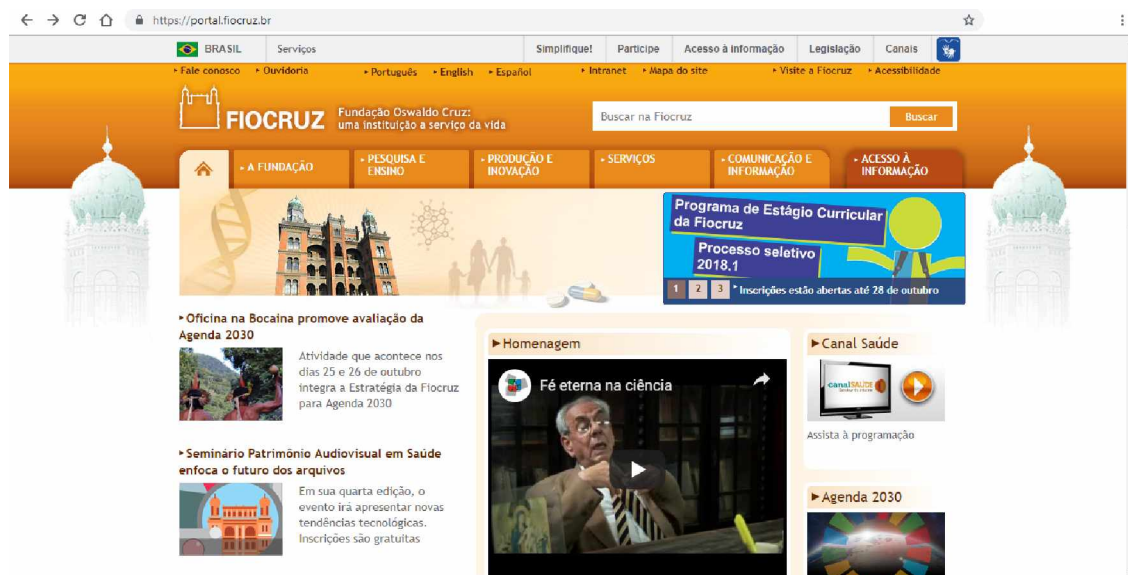 https://portal.fiocruz.br
BRASIL
Serviços
Simplifique!
Participe
Acesso à informação
Legislação
Canais
Fale conosco
Ouvidoria
Português
English
Español
Intranet
Mapa do site
Visite a Fiocruz
Acessibilidade
FIOCRUZ
Fundação Oswaldo Cruz:
uma instituição a serviço da vida
Buscar na Fiocruz
Buscar
A FUNDAÇÃO
PESQUISA E
ENSINO
PRODUÇÃO E
INOVAÇÃO
SERVIÇOS
COMUNICAÇÃO E
INFORMAÇÃO
ACESSO À
INFORMAÇÃO
Programa de Estágio Curricular
da Fiocruz
Processo seletivo
2018.1
1 2 3
* Inscrições estão abertas até 28 de outubro
Oficina na Bocaina promove avaliação da
Agenda 2030
Atividade que acontece nos
dias 25 e 26 de outubro
integra a Estratégia da Fiocruz
para Agenda 2030
Seminário Patrimônio Audiovisual em Saúde
enfoca o futuro dos arquivos
Em sua quarta edição, o
evento irá apresentar novas
tendências tecnológicas.
Inscrições são gratuitas
Homenagem
Fé eterna na ciência
Canal Saúde
canal SAÚDE
Assista à programação
Agenda 2030